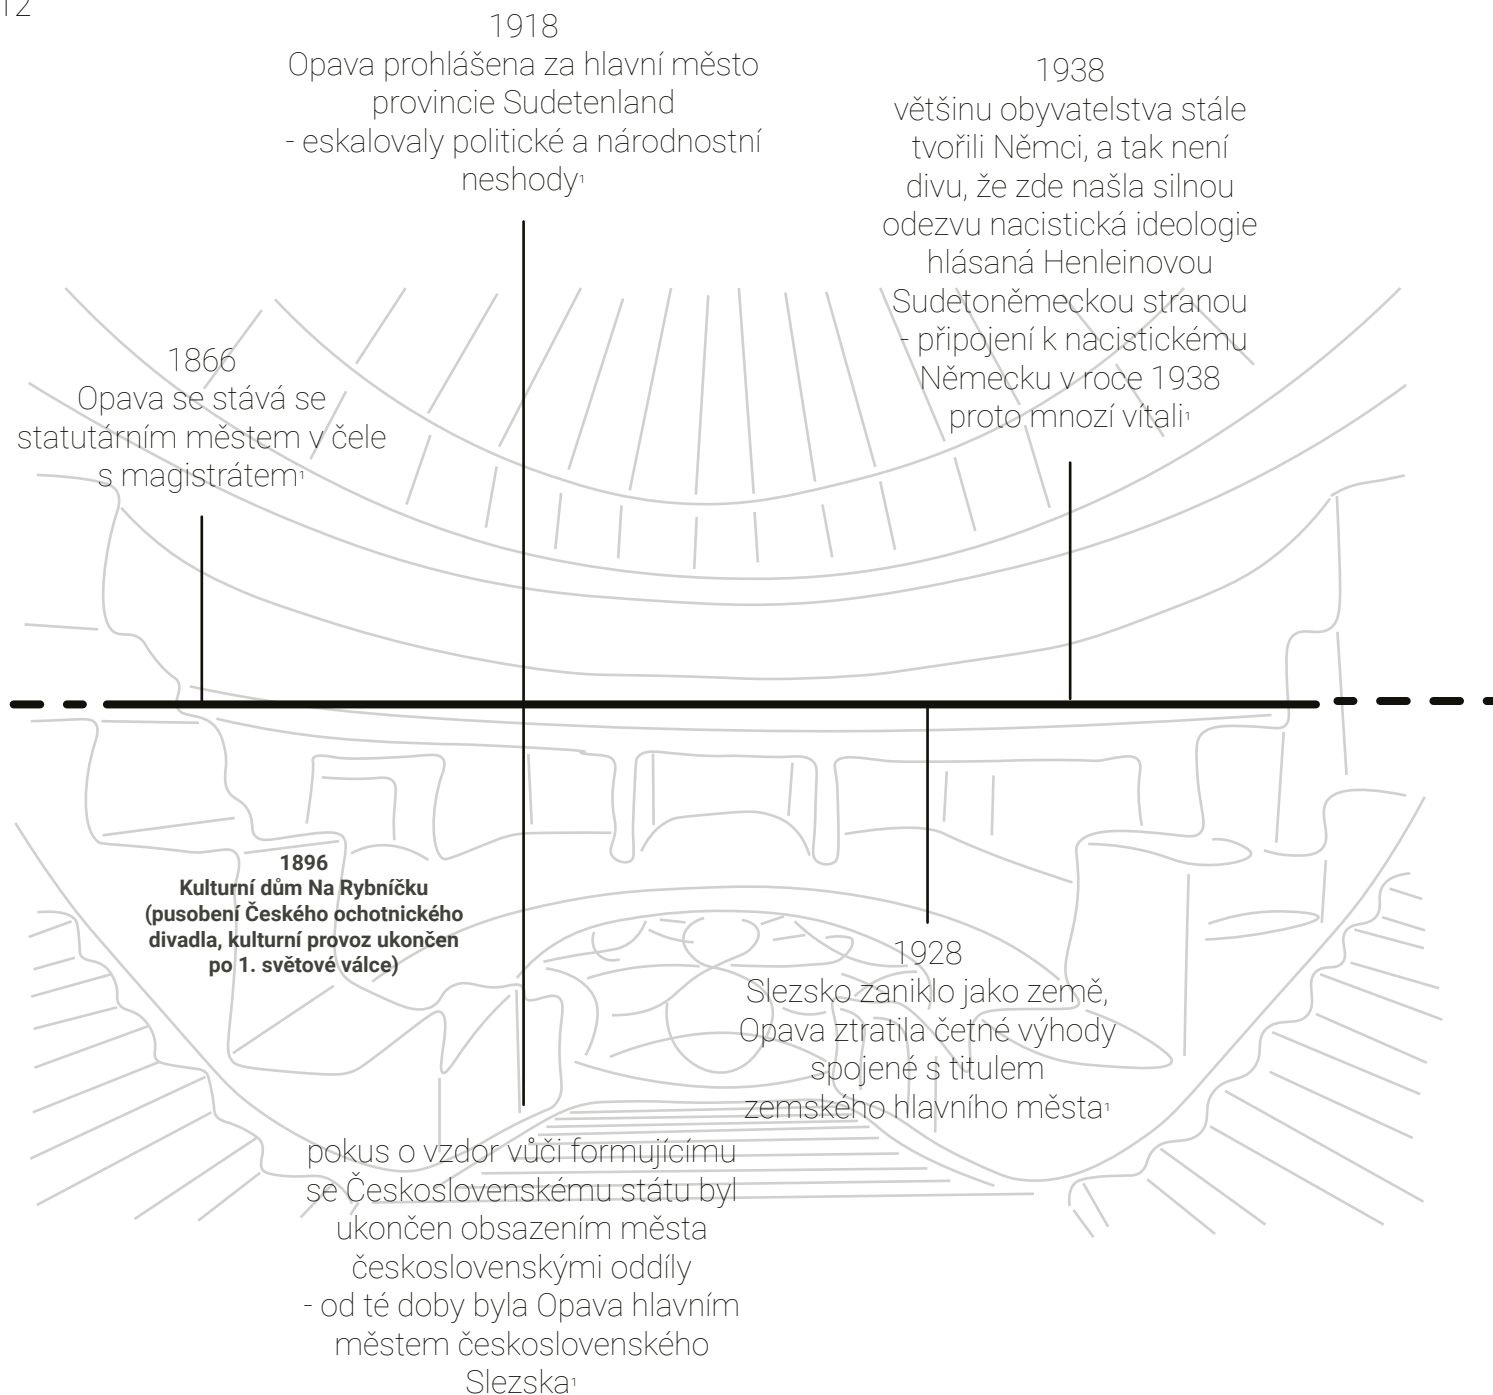 12
1918
Opava prohlášena za hlavní město
provincie Sudetenland
- eskalovaly politické a národnostní
neshody¹
1938
většinu obyvatelstva stále
tvořili Němci, a tak není
divu, že zde našla silnou
odezvu nacistická ideologie
hlásaná Henleinovou
Sudetoněmeckou stranou
- připojení k nacistickému
Německu v roce 1938
proto mnozí vítali¹
1866
Opava se stává se
statutárním městem v čele
s magistrátem¹
1896
Kulturní dům Na Rybníčku
(pusobení Českého ochotnického
divadla, kulturní provoz ukončen
po 1. světové válce)
1928
Slezsko zaniklo jako země,
Opava ztratila četné výhody
spojené s titulem
zemského hlavního města¹
pokus o vzdor vůči formujícímu
se Československému státu byl
ukončen obsazením města
československými oddíly
- od té doby byla Opava hlavním
městem československého
Slezska¹